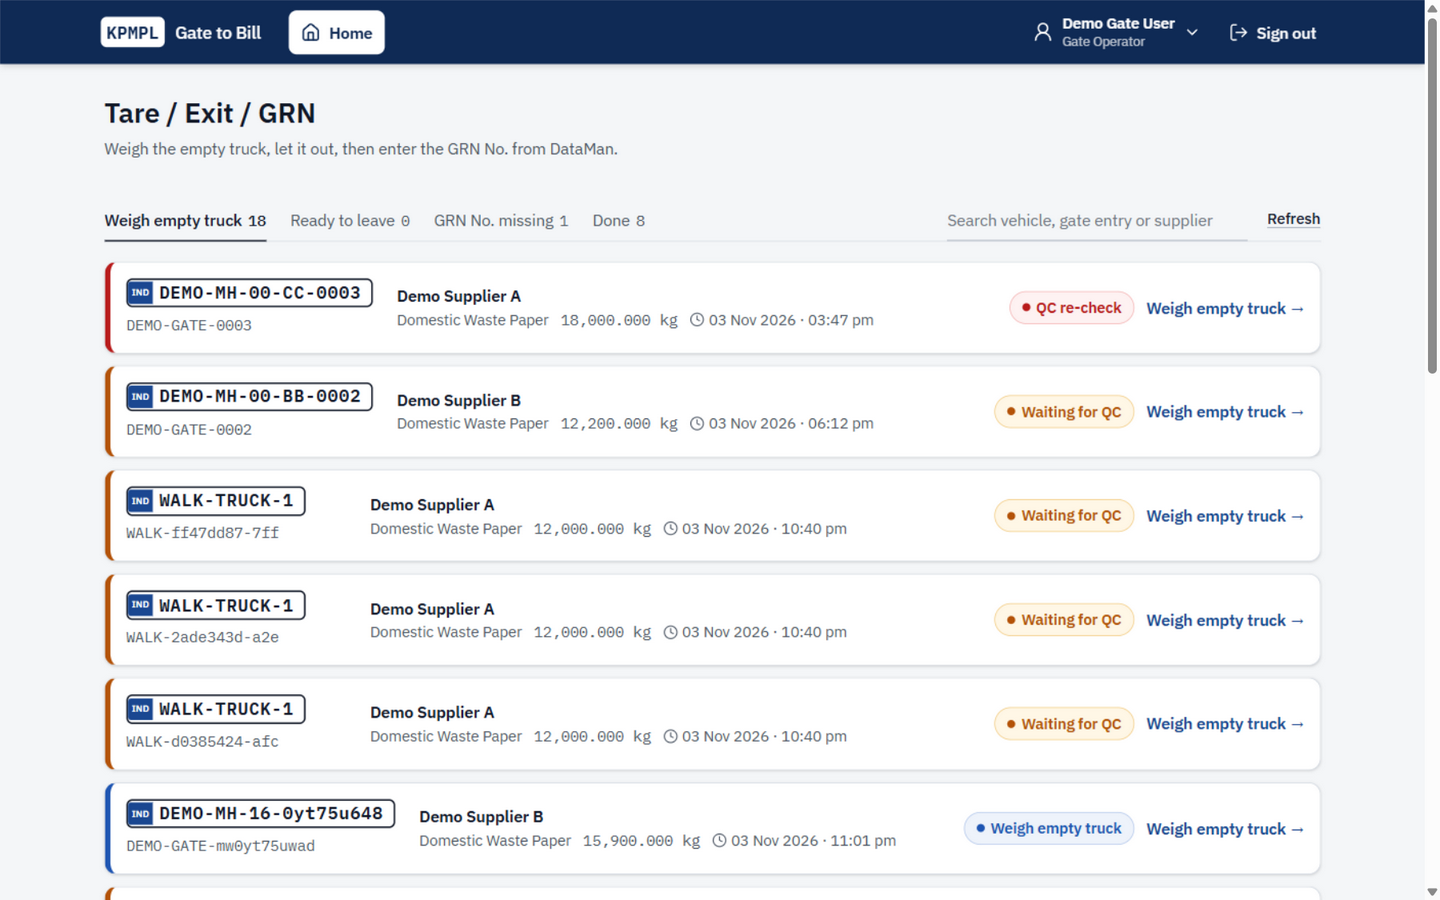 KPMPL Gate to Bill Home Demo Gate User Sign out
Gate Operator
Tare / Exit / GRN
Weigh the empty truck, let it out, then enter the GRN No. from DataMan.
Weigh empty truck 18 Ready to leave 0 GRN No. missing 1 Done 8 Search vehicle, gate entry or supplier Refresh
IND DEMO-MH-00-CC-0003
DEMO-GATE-0003
Demo Supplier A
Domestic Waste Paper 18,000.000 kg 03 Nov 2026 · 03:47 pm
QC re-check Weigh empty truck →
IND DEMO-MH-00-BB-0002
DEMO-GATE-0002
Demo Supplier B
Domestic Waste Paper 12,200.000 kg 03 Nov 2026 · 06:12 pm
Waiting for QC Weigh empty truck →
IND WALK-TRUCK-1
WALK-ff47dd87-7ff
Demo Supplier A
Domestic Waste Paper 12,000.000 kg 03 Nov 2026 · 10:40 pm
Waiting for QC Weigh empty truck →
IND WALK-TRUCK-1
WALK-2ade343d-a2e
Demo Supplier A
Domestic Waste Paper 12,000.000 kg 03 Nov 2026 · 10:40 pm
Waiting for QC Weigh empty truck →
IND WALK-TRUCK-1
WALK-d0385424-afc
Demo Supplier A
Domestic Waste Paper 12,000.000 kg 03 Nov 2026 · 10:40 pm
Waiting for QC Weigh empty truck →
IND DEMO-MH-16-0yt75u648
DEMO-GATE-mw0yt75uwad
Demo Supplier B
Domestic Waste Paper 15,900.000 kg 03 Nov 2026 · 11:01 pm
Weigh empty truck Weigh empty truck →